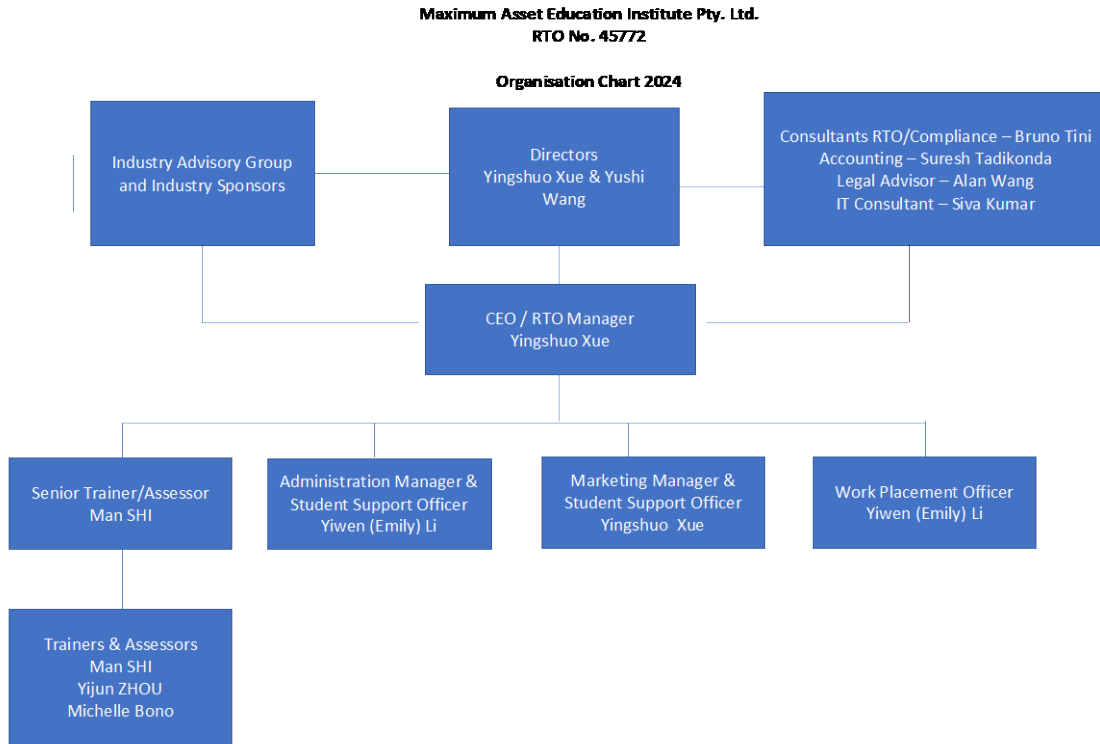 Maximum Asset Education Institute Pty. Ltd.
RTO No. 45772
Organisation Chart 2024
Industry Advisory Group
and Industry Sponsors
Directors
Yingshuo Xue & Yushi
Wang
Consultants RTO/Compliance – Bruno Tini
Accounting – Suresh Tadikonda
Legal Advisor – Alan Wang
IT Consultant – Siva Kumar
CEO / RTO Manager
Yingshuo Xue
Senior Trainer/Assessor
Man SHI
Administration Manager &
Student Support Officer
Yiwen (Emily) Li
Marketing Manager &
Student Support Officer
Yingshuo  Xue
Work Placement Officer
Yiwen (Emily) Li
Trainers & Assessors
Man SHI
Yijun ZHOU
Michelle Bono